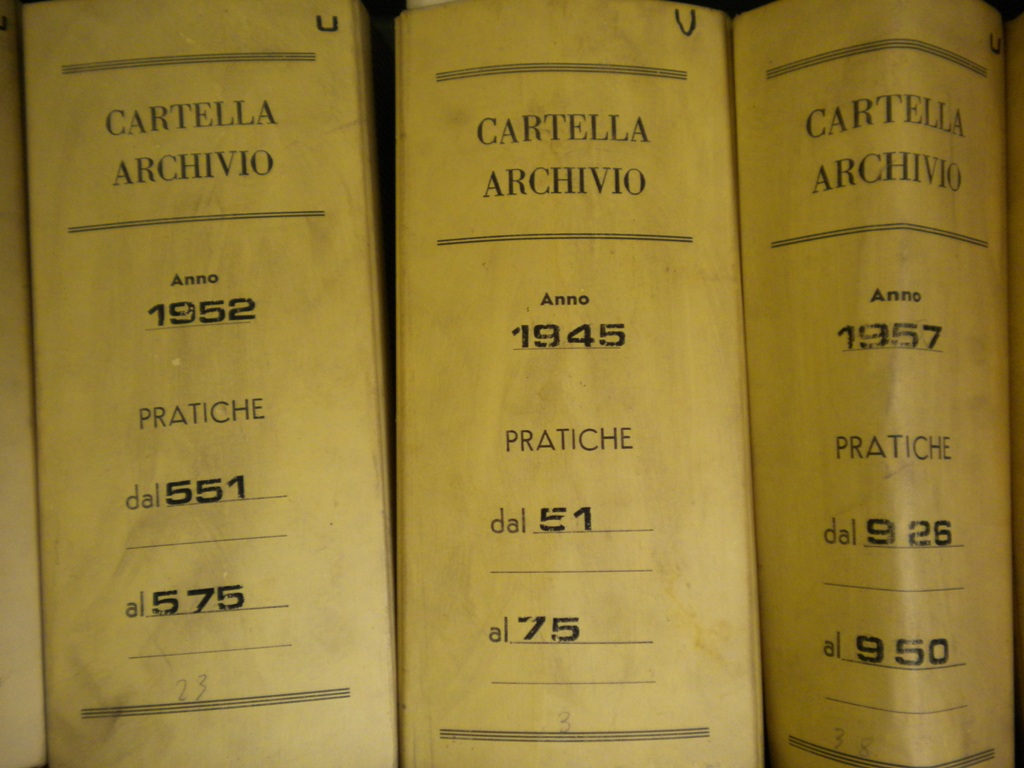 U
CARTELLA
ARCHIVIO
Anno
1952
PRATICHE
dal 551
al 575
23
V
CARTELLA
ARCHIVIO
Anno
1945
PRATICHE
dal 51
al 75
3
U
CARTELLA
ARCHIVIO
Anno
1957
PRATICHE
dal 926
al 950
38